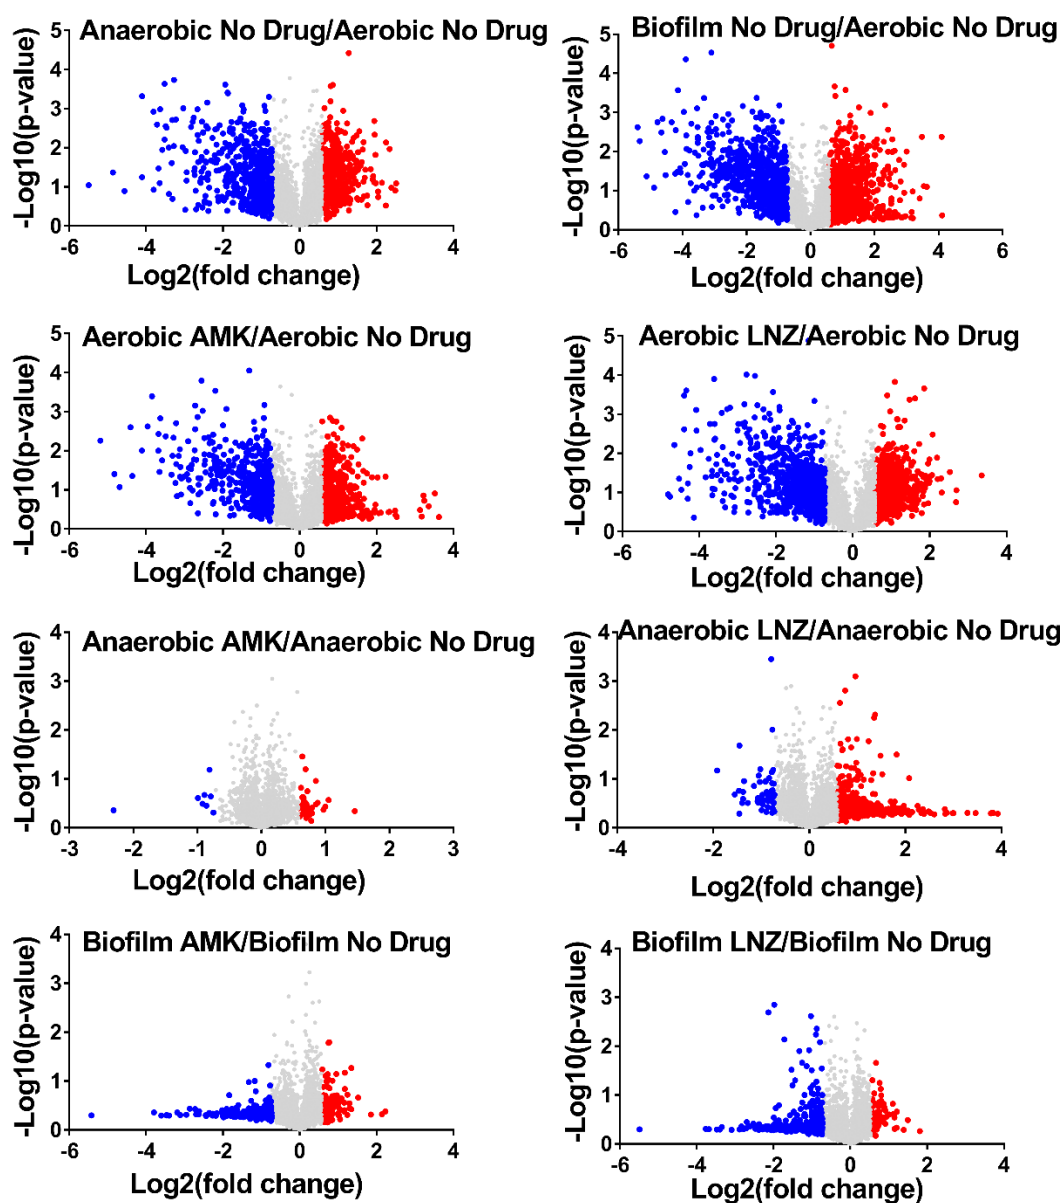 Anaerobic No Drug/Aerobic No Drug
-Log10(p-value)
5
4
3
2
1
0
-6 -4 -2 0 2 4
Log2(fold change)
Biofilm No Drug/Aerobic No Drug
-Log10(p-value)
5
4
3
2
1
0
-6 -4 -2 0 2 4 6
Log2(fold change)
Aerobic AMK/Aerobic No Drug
-Log10(p-value)
5
4
3
2
1
0
-6 -4 -2 0 2 4
Log2(fold change)
Aerobic LNZ/Aerobic No Drug
-Log10(p-value)
5
4
3
2
1
0
-6 -4 -2 0 2 4
Log2(fold change)
Anaerobic AMK/Anaerobic No Drug
-Log10(p-value)
4
3
2
1
0
-3 -2 -1 0 1 2 3
Log2(fold change)
Anaerobic LNZ/Anaerobic No Drug
-Log10(p-value)
4
3
2
1
0
-4 -2 0 2 4
Log2(fold change)
Biofilm AMK/Biofilm No Drug
-Log10(p-value)
4
3
2
1
0
-6 -4 -2 0 2 4
Log2(fold change)
Biofilm LNZ/Biofilm No Drug
-Log10(p-value)
4
3
2
1
0
-6 -4 -2 0 2 4
Log2(fold change)